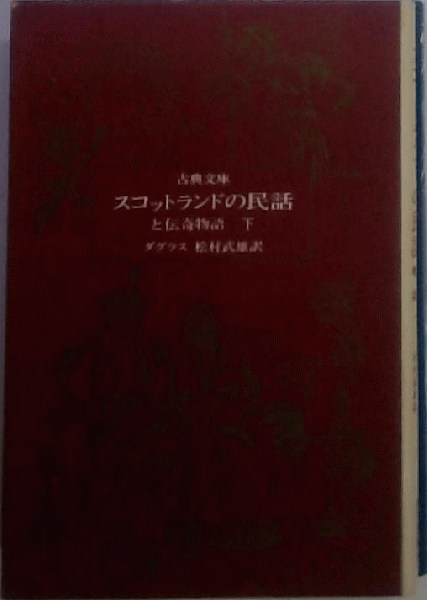 古典文庫
スコットランドの民話
と伝奇物語 下
ダグラス 松村武雄訳